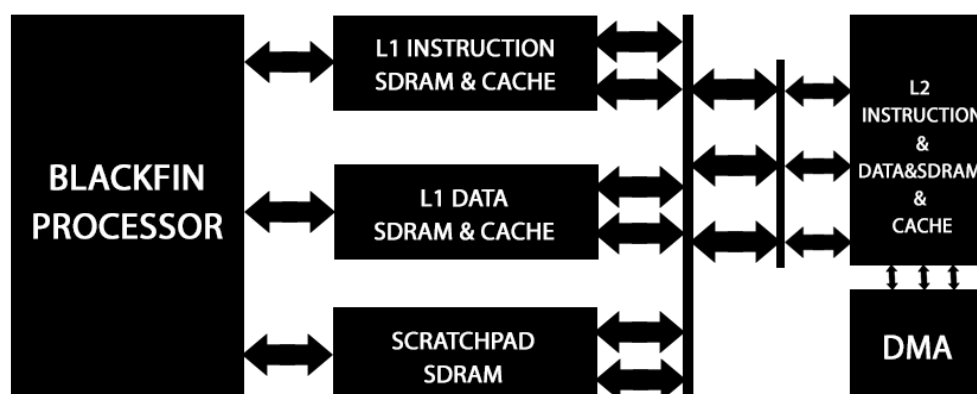 BLACKFIN
PROCESSOR
L1 INSTRUCTION
SDRAM & CACHE
L1 DATA
SDRAM & CACHE
SCRATCHPAD
SDRAM
L2
INSTRUCTION
&
DATA&SDRAM
&
CACHE
DMA